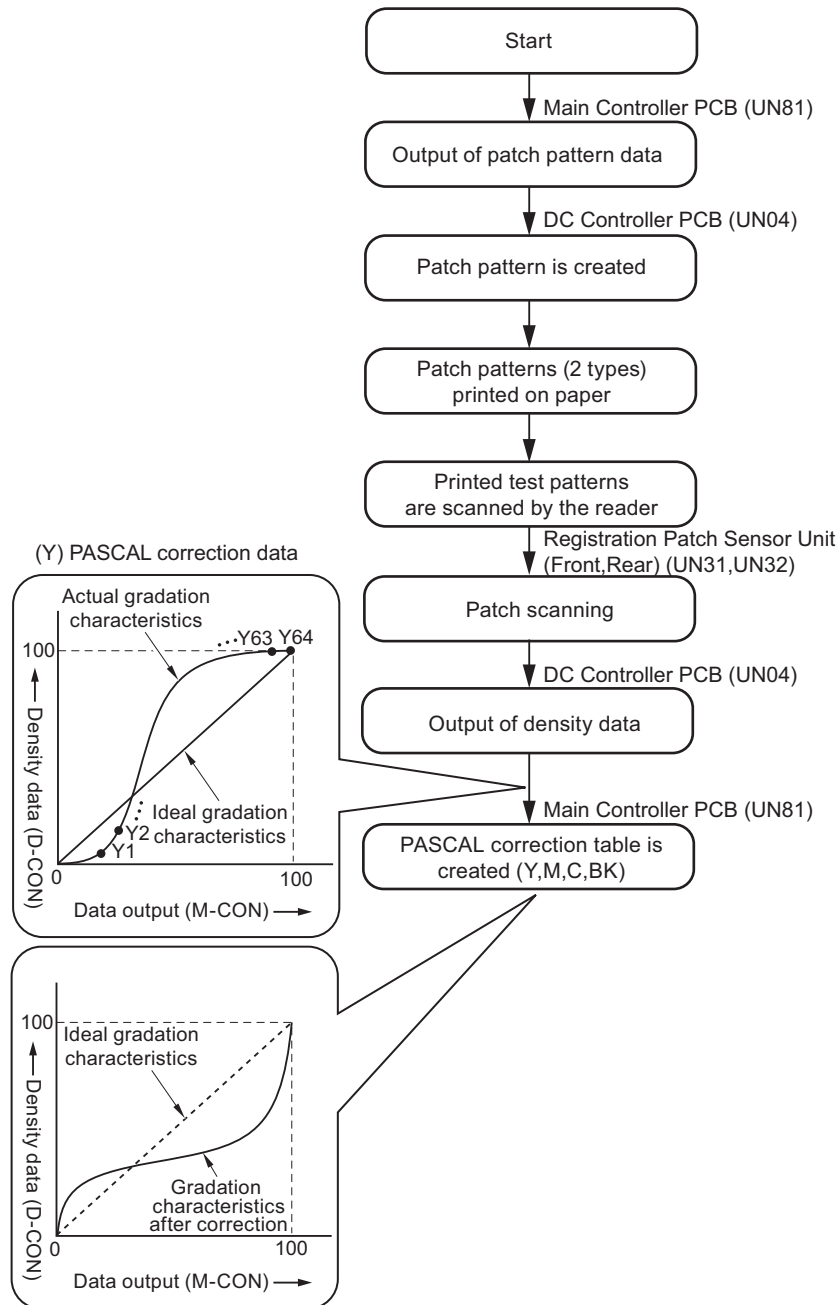 Start
Main Controller PCB (UN81)
Output of patch pattern data
DC Controller PCB (UN04)
Patch pattern is created
Patch patterns (2 types)
printed on paper
Printed test patterns
are scanned by the reader
Registration Patch Sensor Unit
(Front,Rear) (UN31,UN32)
Patch scanning
DC Controller PCB (UN04)
Output of density data
Main Controller PCB (UN81)
PASCAL correction table is
created (Y,M,C,BK)
(Y) PASCAL correction data
Actual gradation
characteristics
Y63 Y64
100
Density data (D-CON)
Ideal gradation
characteristics
Y2
Y1
0
100
Data output (M-CON)
100
Ideal gradation
characteristics
Density data (D-CON)
Gradation
characteristics
after correction
0
100
Data output (M-CON)